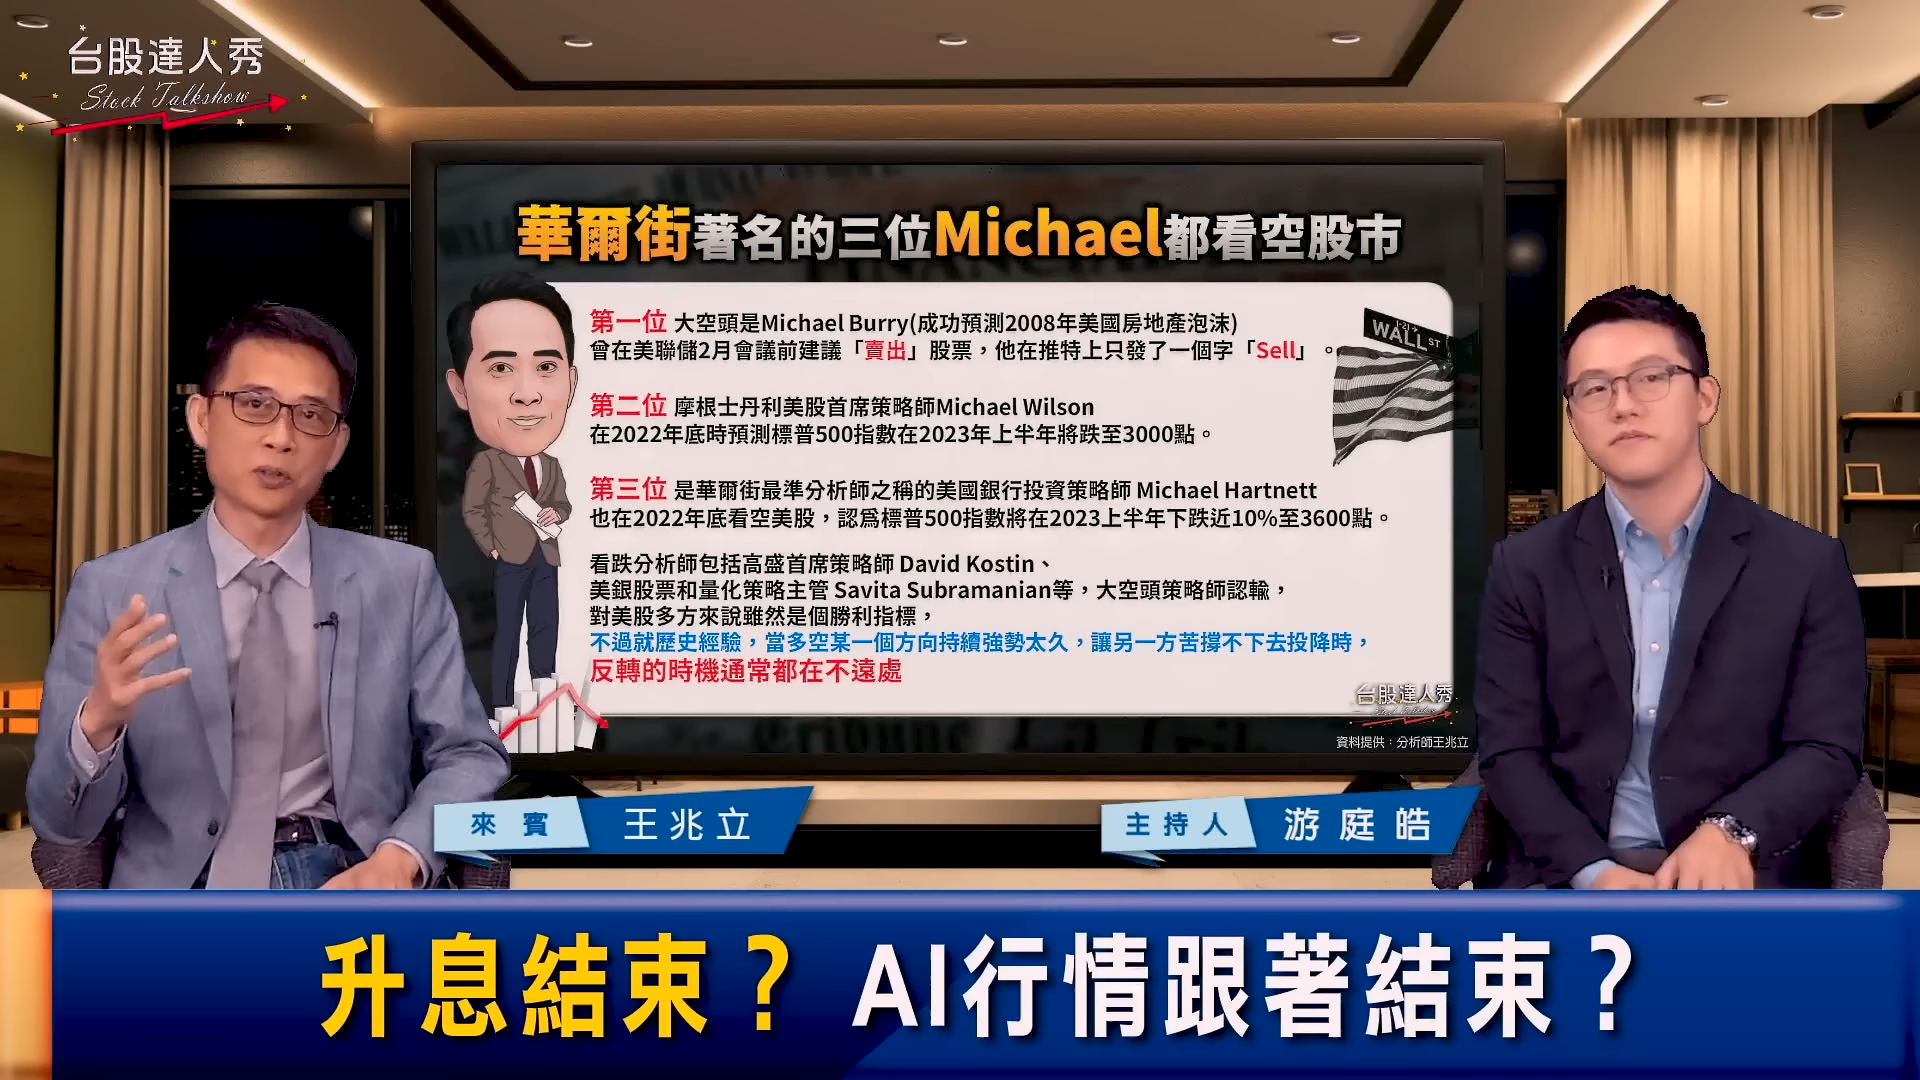 台股達人秀
Stock Talkshow
華爾街著名的三位Michael都看空股市
第一位 大空頭是Michael Burry(成功預測2008年美國房地產泡沫)
曾在美聯儲2月會議前建議「賣出」股票，他在推特上只發了一個字「Sell」。
WALL ST
第二位 摩根士丹利美股首席策略師Michael Wilson
在2022年底時預測標普500指數在2023年上半年將跌至3000點。
第三位 是華爾街最準分析師之稱的美國銀行投資策略師 Michael Hartnett
也在2022年底看空美股，認爲標普500指數將在2023上半年下跌近10%至3600點。
看跌分析師包括高盛首席策略師 David Kostin、
美銀股票和量化策略主管 Savita Subramanian等，大空頭策略師認輸，
對美股多方來說雖然是個勝利指標，
不過就歷史經驗，當多空某一個方向持續強勢太久，讓另一方苦撐不下去投降時，
反轉的時機通常都在不遠處
台股達人秀
資料提供：分析師王兆立
來賓 王兆立
主持人 游庭皓
升息結束？ AI行情跟著結束？